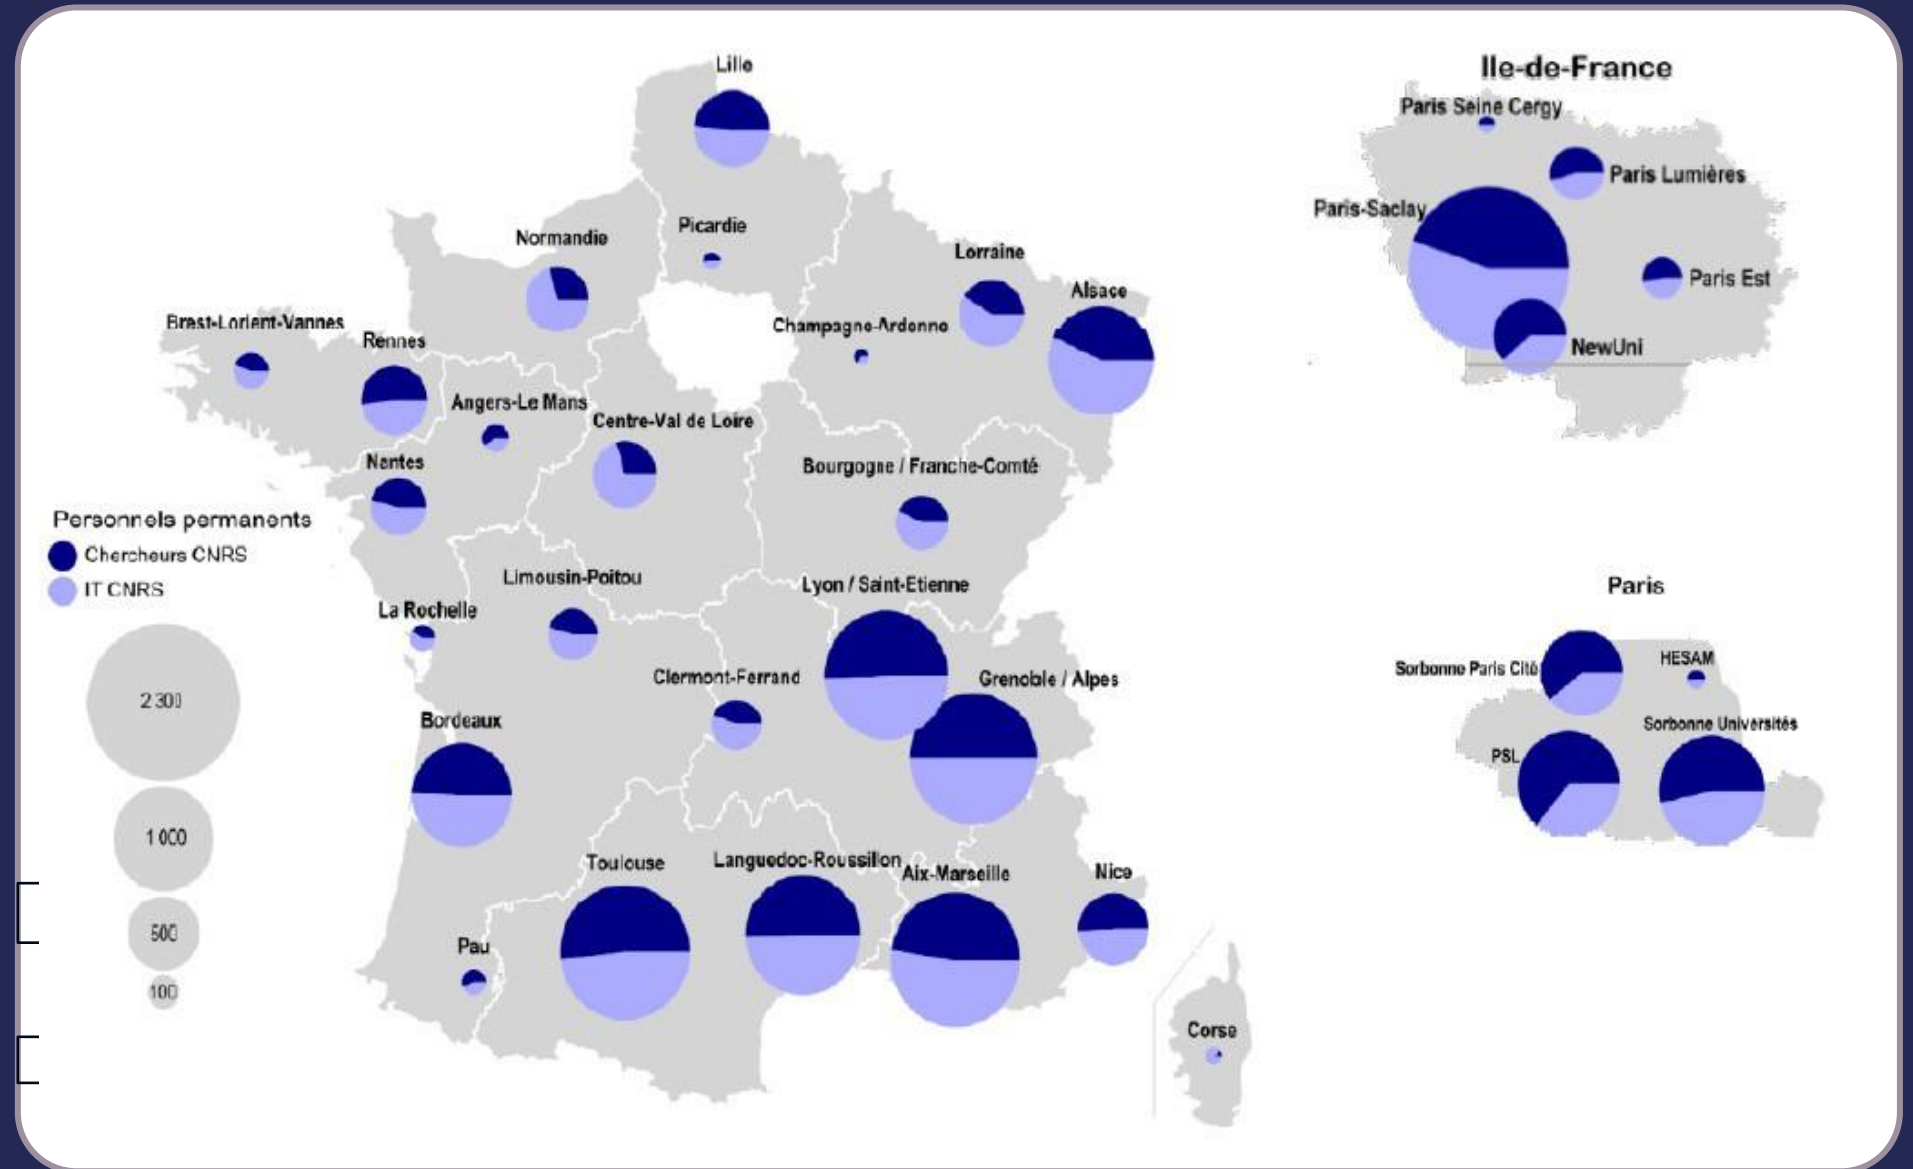 Lille
Picardie
Normandie
Lorraine
Alsace
Champagne-Ardenne
Brest-Lorient-Vannes
Rennes
Angers-Le Mans
Centre-Val de Loire
Nantes
Bourgogne / Franche-Comté
Limousin-Poitou
Lyon / Saint-Etienne
La Rochelle
Clermont-Ferrand
Grenoble / Alpes
Bordeaux
Toulouse
Languedoc-Roussillon
Aix-Marseille
Nice
Pau
Corse
Personnels permanents
Chercheurs CNRS
IT CNRS
2 300
1 000
500
100
Ile-de-France
Paris Seine Cergy
Paris Lumières
Paris-Saclay
Paris Est
NewUni
Paris
Sorbonne Paris Cité
HESAM
Sorbonne Universités
PSL